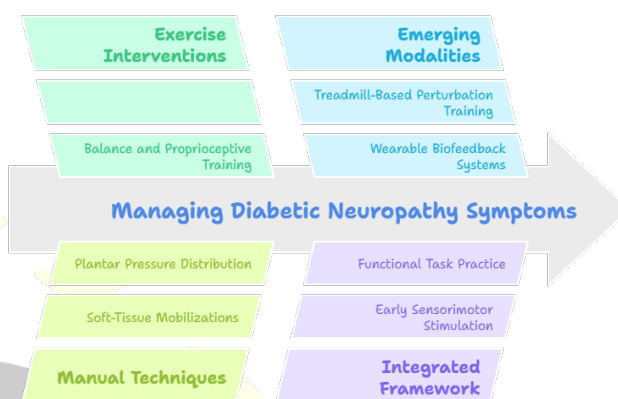 Exercise
Interventions
Emerging
Modalities
Treadmill-Based Perturbation
Training
Balance and Proprioceptive
Training
Wearable Biofeedback
Systems
Managing Diabetic Neuropathy Symptoms
Plantar Pressure Distribution
Functional Task Practice
Soft-Tissue Mobilizations
Early Sensorimotor
Stimulation
Manual Techniques
Integrated
Framework